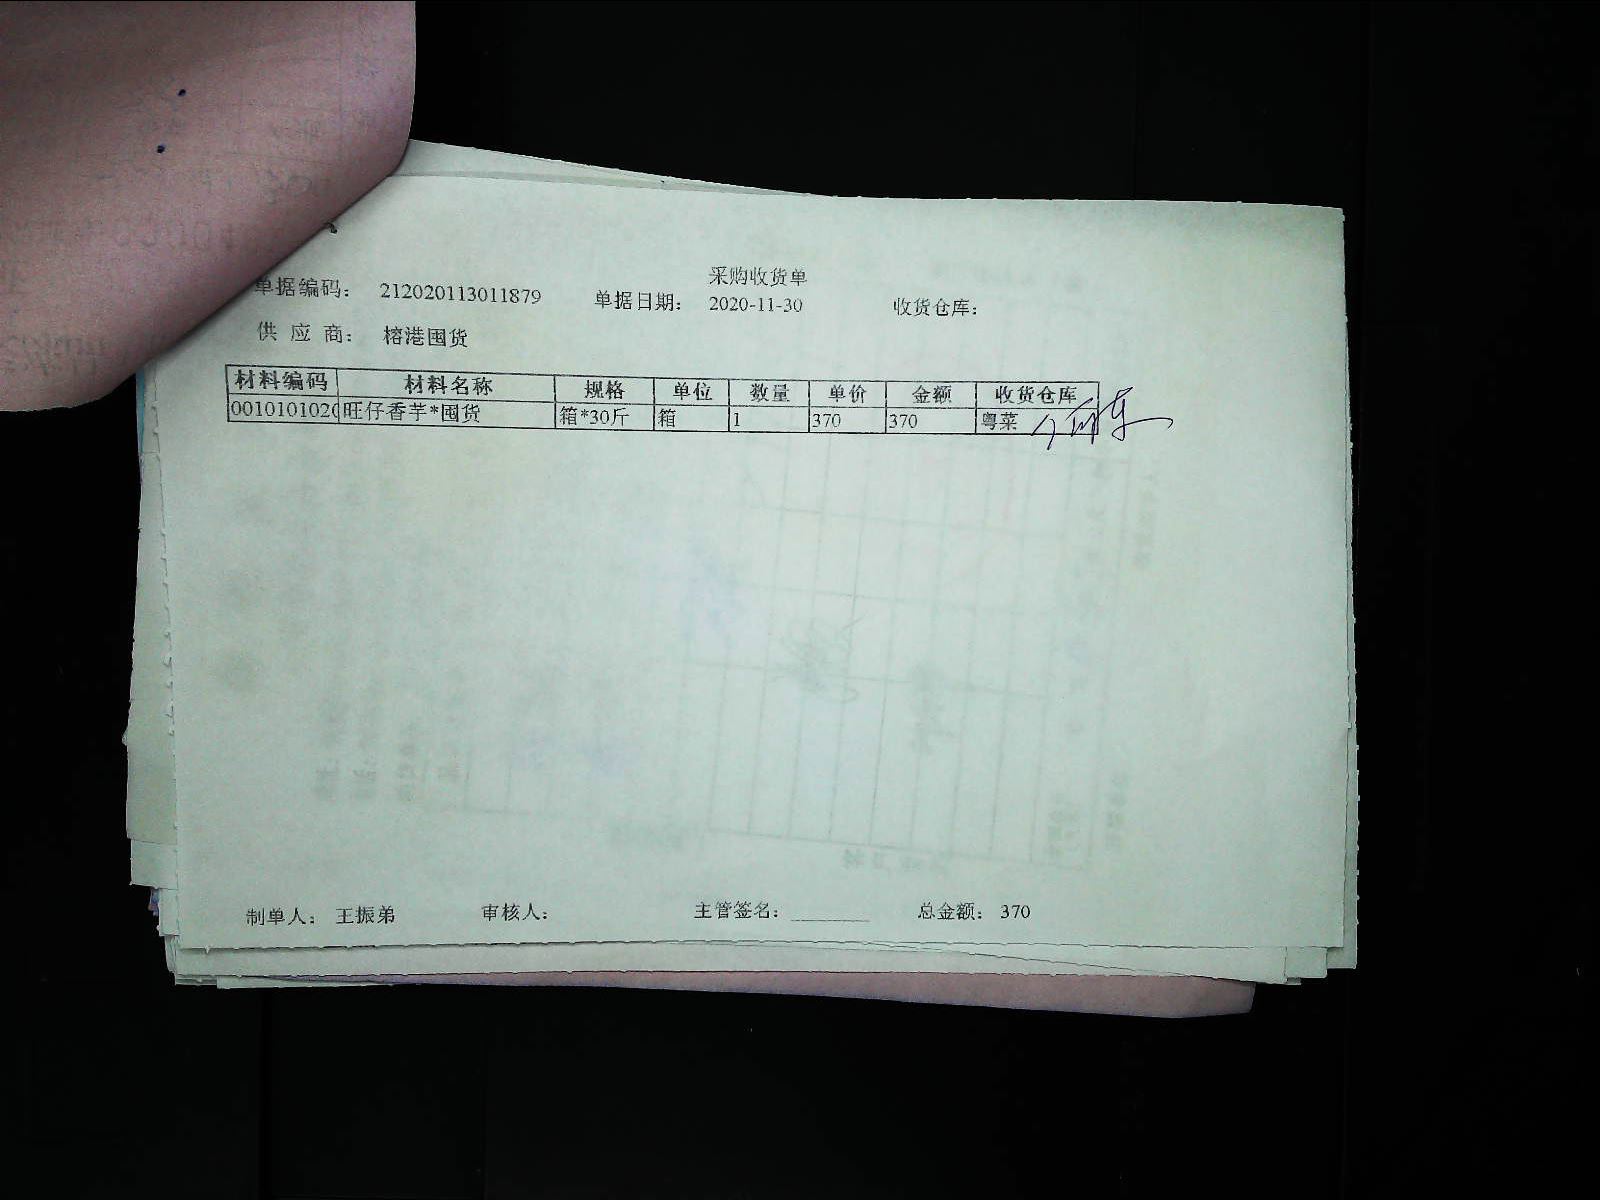 采购收货单
单据编码： 212020113011879 单据日期： 2020-11-30 收货仓库：
供 应 商： 榕港囤货
材料编码 材料名称 规格 单位 数量 单价 金额 收货仓库
0010101020 旺仔香芋*囤货 箱*30斤 箱 1 370 370 粤菜
制单人： 王振弟 审核人： 主管签名： ________ 总金额： 370